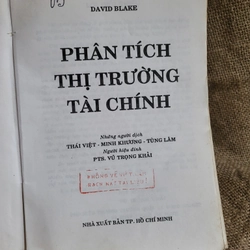 DAVID BLAKE
PHÂN TÍCH
THỊ TRƯỜNG
TÀI CHÍNH
Những người dịch
THÁI VIỆT - MINH KHƯƠNG - TÙNG LÂM
Người hiệu đính
PTS. VŨ TRỌNG KHẢI
NHÀ XUẤT BẢN TP. HỒ CHÍ MINH